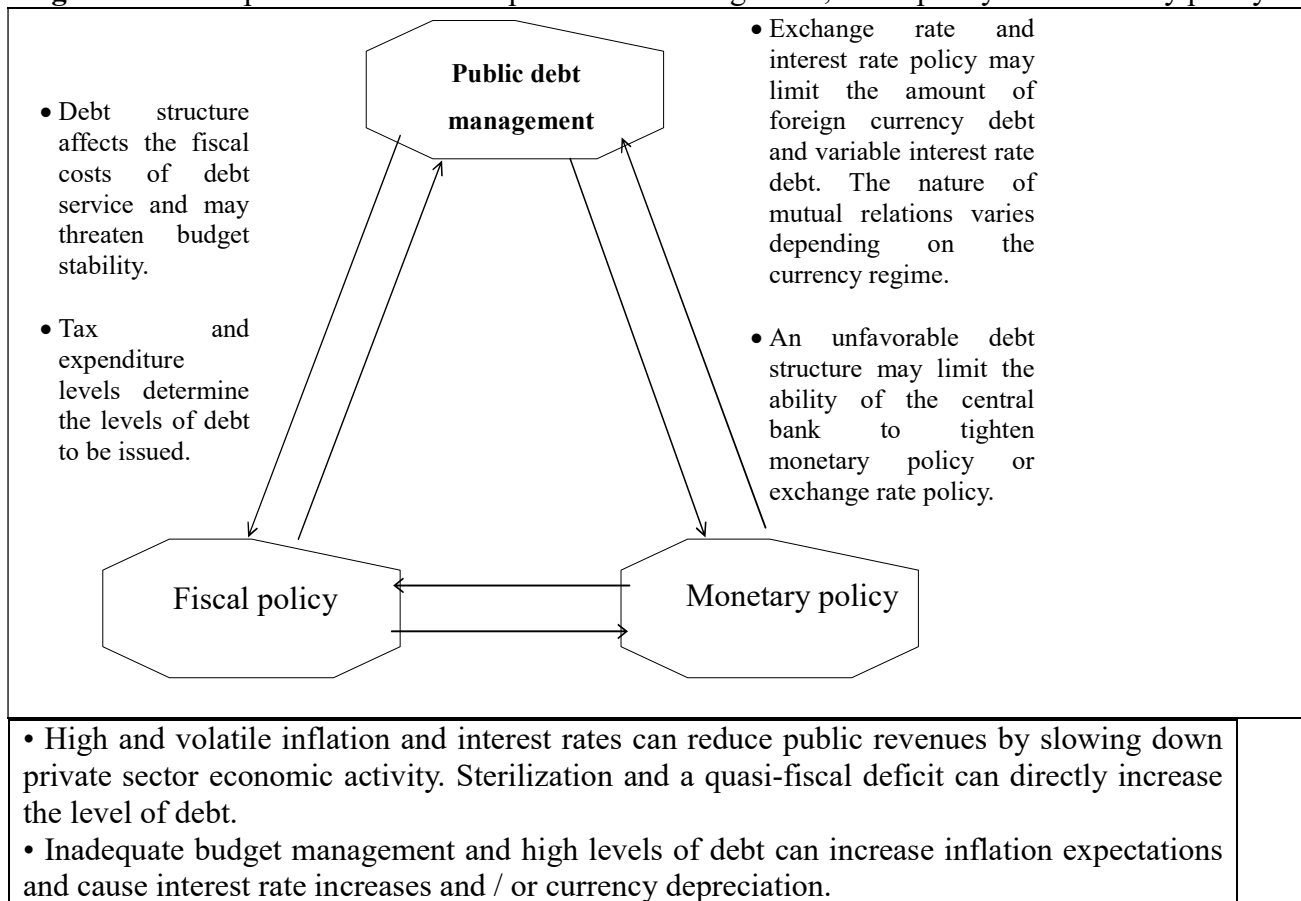 Public debt
management
• Debt structure
affects the fiscal
costs of debt
service and may
threaten budget
stability.
• Tax and
expenditure
levels determine
the levels of debt
to be issued.
• Exchange rate and
interest rate policy may
limit the amount of
foreign currency debt
and variable interest rate
debt. The nature of
mutual relations varies
depending on the
currency regime.
• An unfavorable debt
structure may limit the
ability of the central
bank to tighten
monetary policy or
exchange rate policy.
Fiscal policy
Monetary policy
• High and volatile inflation and interest rates can reduce public revenues by slowing down
private sector economic activity. Sterilization and a quasi-fiscal deficit can directly increase
the level of debt.
• Inadequate budget management and high levels of debt can increase inflation expectations
and cause interest rate increases and / or currency depreciation.